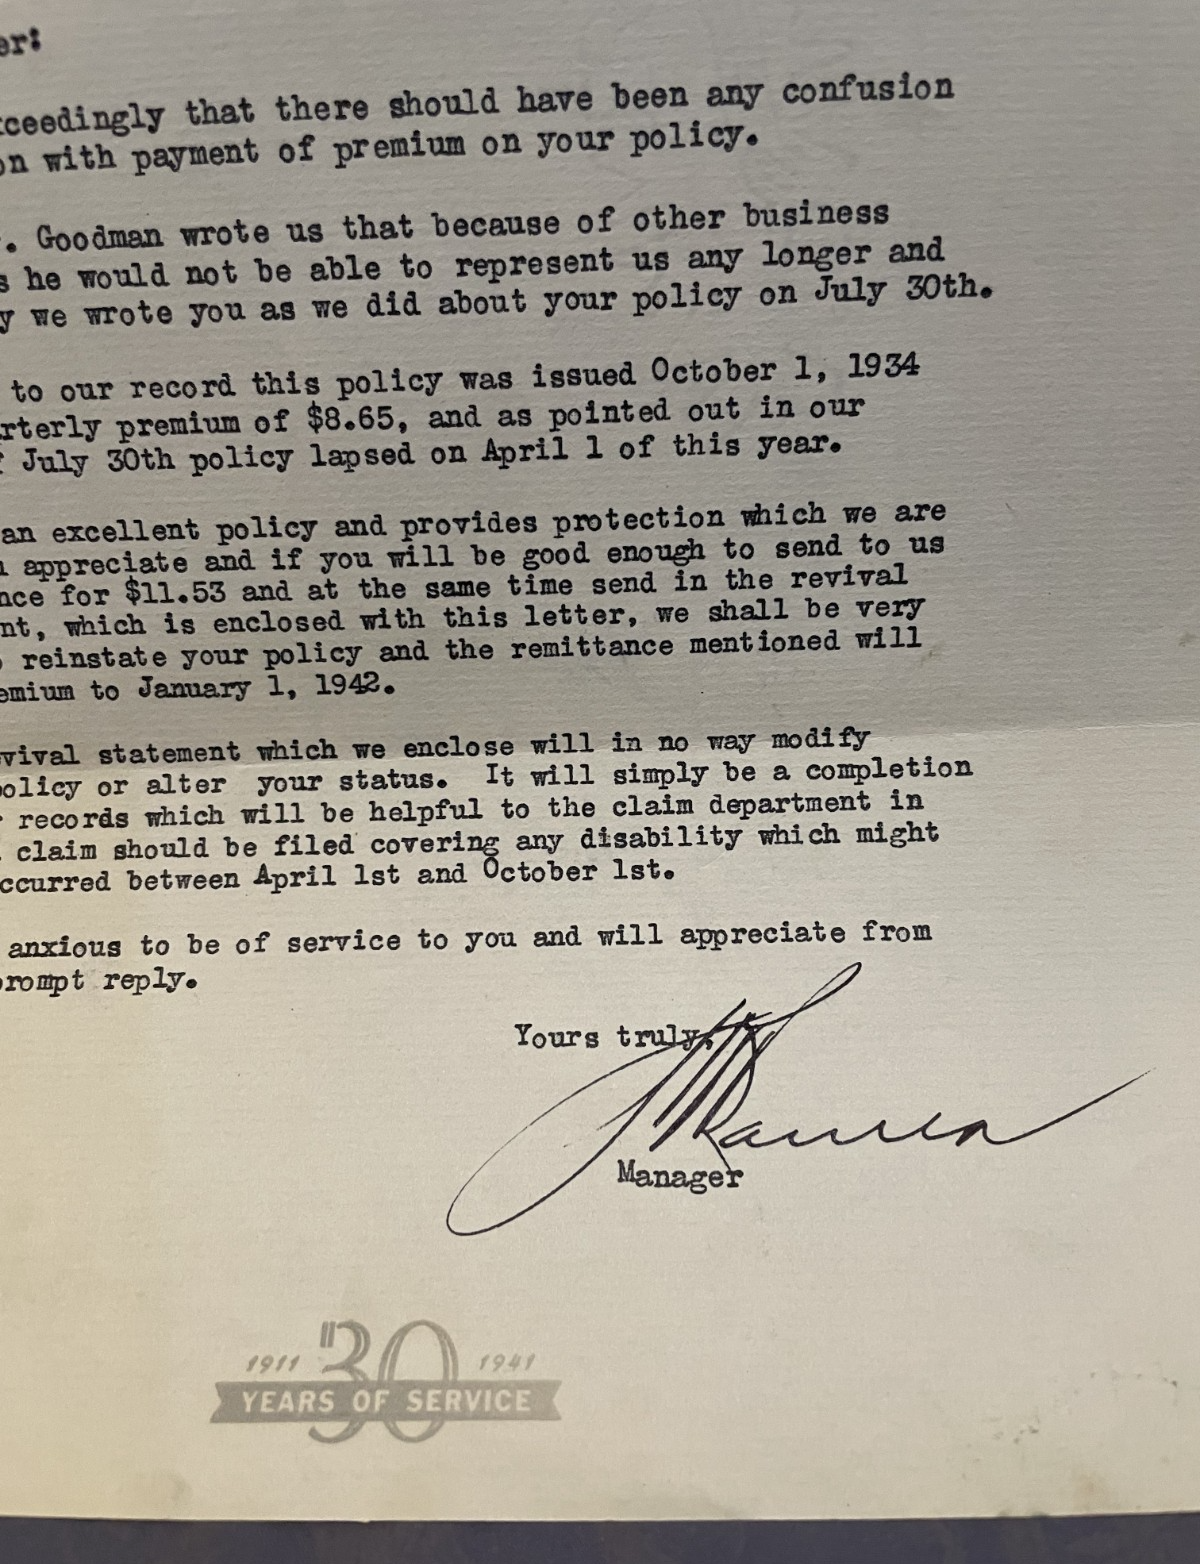 er:
xceedingly that there should have been any confusion
on with payment of premium on your policy.
. Goodman wrote us that because of other business
s he would not be able to represent us any longer and
y we wrote you as we did about your policy on July 30th.
to our record this policy was issued October 1, 1934
rterly premium of $8.65, and as pointed out in our
f July 30th policy lapsed on April 1 of this year.
an excellent policy and provides protection which we are
appreciate and if you will be good enough to send to us
nce for $11.53 and at the same time send in the revival
nt, which is enclosed with this letter, we shall be very
reinstate your policy and the remittance mentioned will
emium to January 1, 1942.
vival statement which we enclose will in no way modify
olicy or alter your status. It will simply be a completion
records which will be helpful to the claim department in
claim should be filed covering any disability which might
ccurred between April 1st and October 1st.
anxious to be of service to you and will appreciate from
prompt reply.
Yours truly,
Manager
1911 30 1941
YEARS OF SERVICE